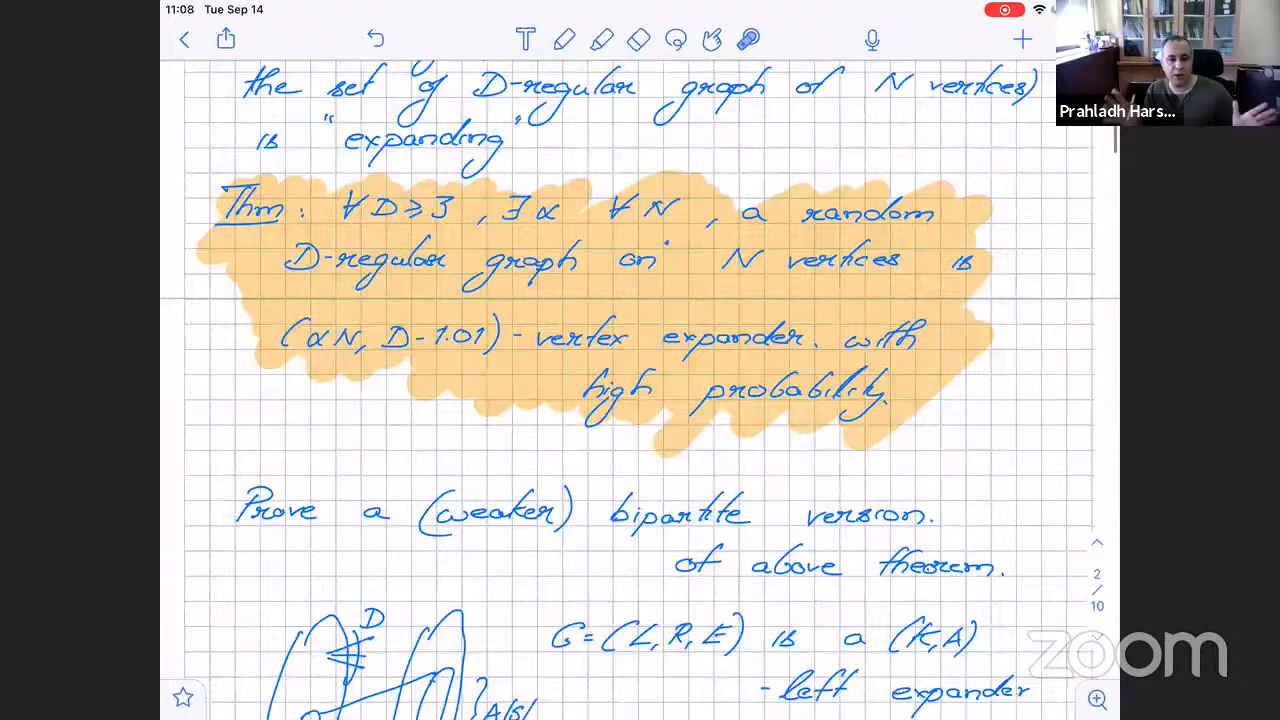 11:08 Tue Sep 14
Prahladh Hars...
the set of D-regular graph of N vertices)
is "expanding"
Thm: ∀ D ≥ 3, ∃ α ∀ N, a random
D-regular graph on N vertices is
(αN, D-1.01) - vertex expander. with
high probability.
Prove a (weaker) bipartite version.
of above theorem.
D
G = (L, R, E) is a (K, A)
- left expander
A|S|
2
/
10
zoom